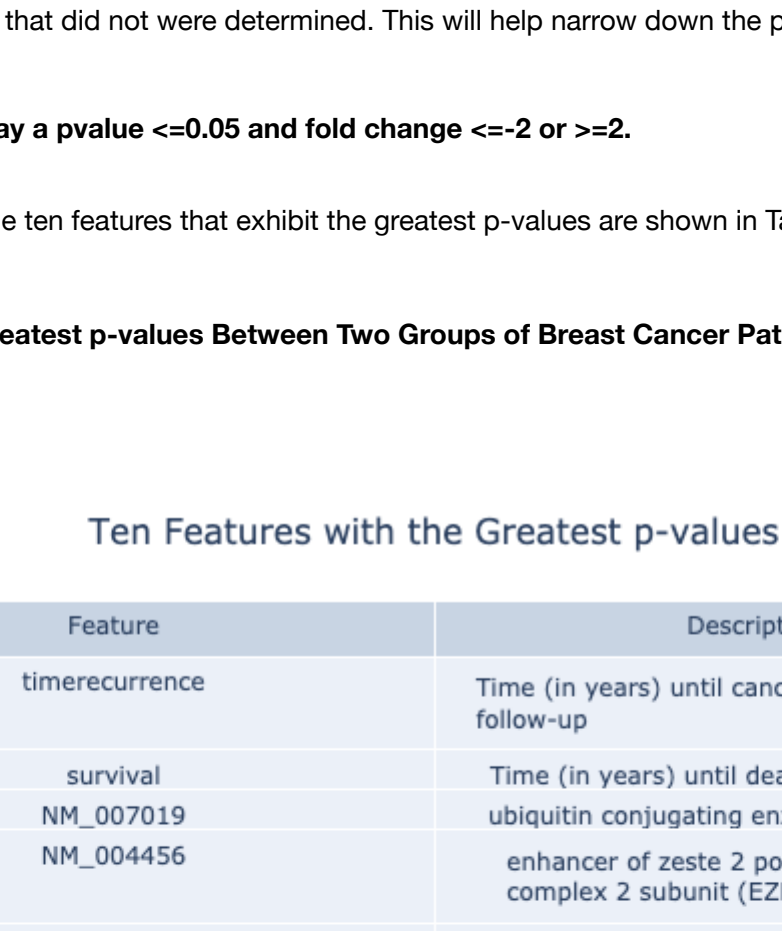 that did not were determined. This will help narrow down the p
ay a pvalue <=0.05 and fold change <=-2 or >=2.
e ten features that exhibit the greatest p-values are shown in Ta
eatest p-values Between Two Groups of Breast Cancer Pat
Ten Features with the Greatest p-values
Feature Descript
timerecurrence Time (in years) until canc
follow-up
survival Time (in years) until dea
NM_007019 ubiquitin conjugating enz
NM_004456 enhancer of zeste 2 po
complex 2 subunit (EZ